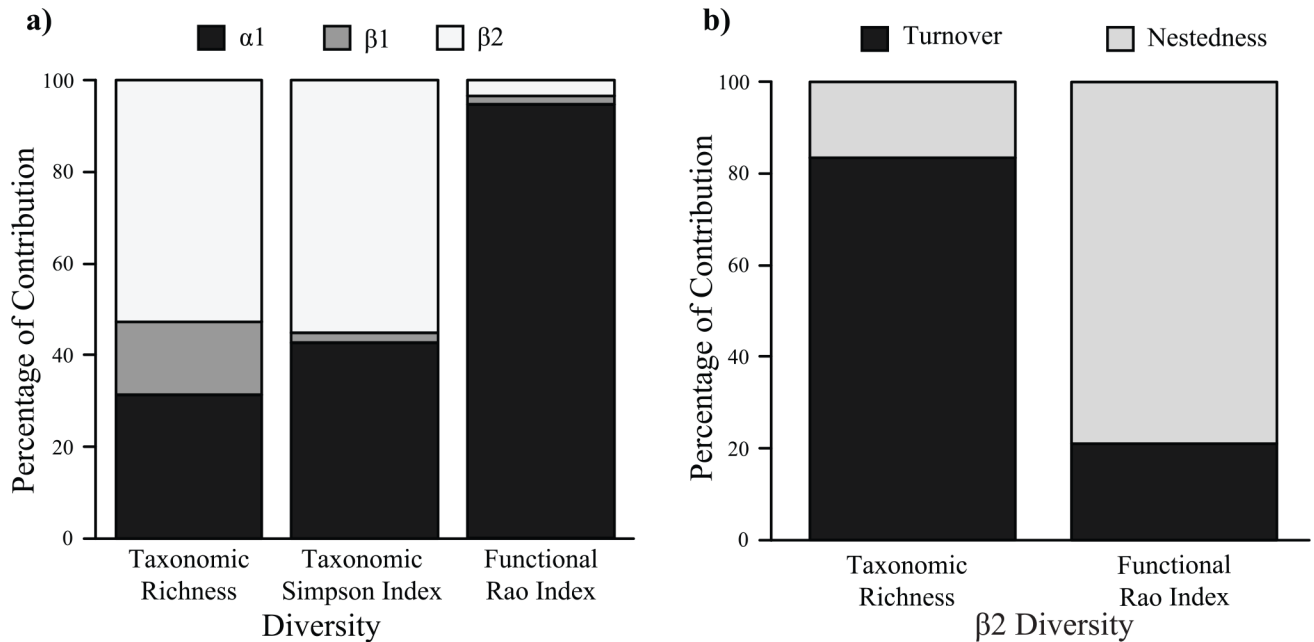 a)
α1 β1 β2
Percentage of Contribution
100
80
60
40
20
0
Taxonomic Richness
Taxonomic Simpson Index
Functional Rao Index
Diversity
b)
Turnover Nestedness
Percentage of Contribution
100
80
60
40
20
0
Taxonomic Richness
Functional Rao Index
β2 Diversity